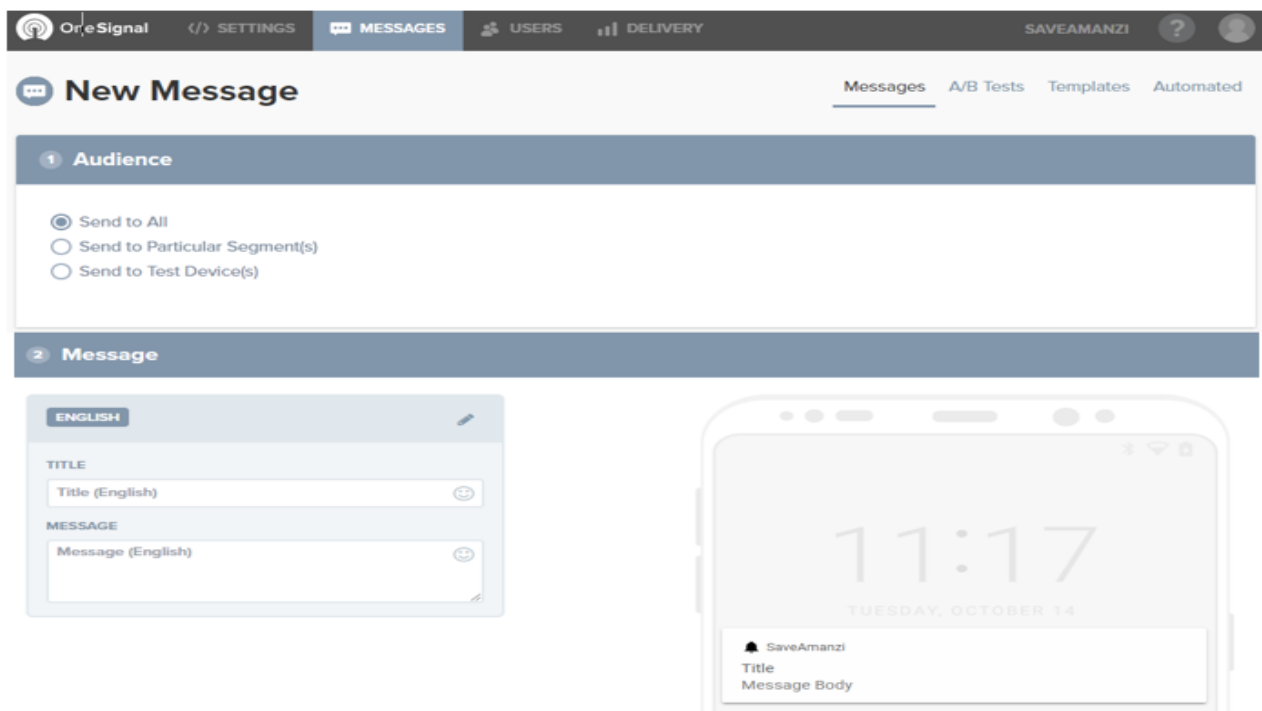 OneSignal </> SETTINGS MESSAGES USERS DELIVERY SAVEAMANZI ?
New Message Messages A/B Tests Templates Automated
1 Audience
Send to All
Send to Particular Segment(s)
Send to Test Device(s)
2 Message
ENGLISH
TITLE
Title (English)
MESSAGE
Message (English)
11:17
TUESDAY, OCTOBER 14
SaveAmanzi
Title
Message Body